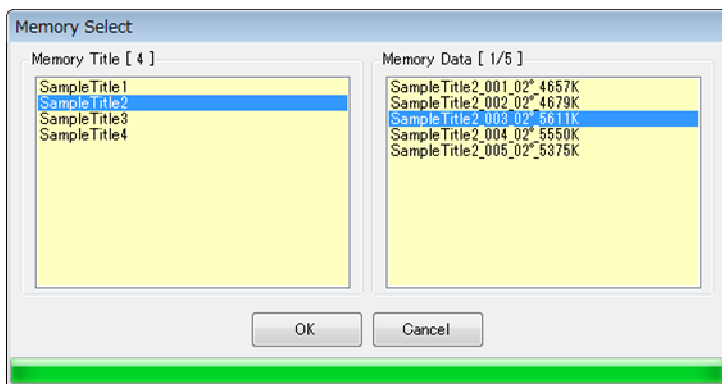 Memory Select
Memory Title [ 4 ]
SampleTitle1
SampleTitle2
SampleTitle3
SampleTitle4
Memory Data [ 1/5 ]
SampleTitle2_001_02°_4657K
SampleTitle2_002_02°_4679K
SampleTitle2_003_02°_5611K
SampleTitle2_004_02°_5550K
SampleTitle2_005_02°_5375K
OK
Cancel